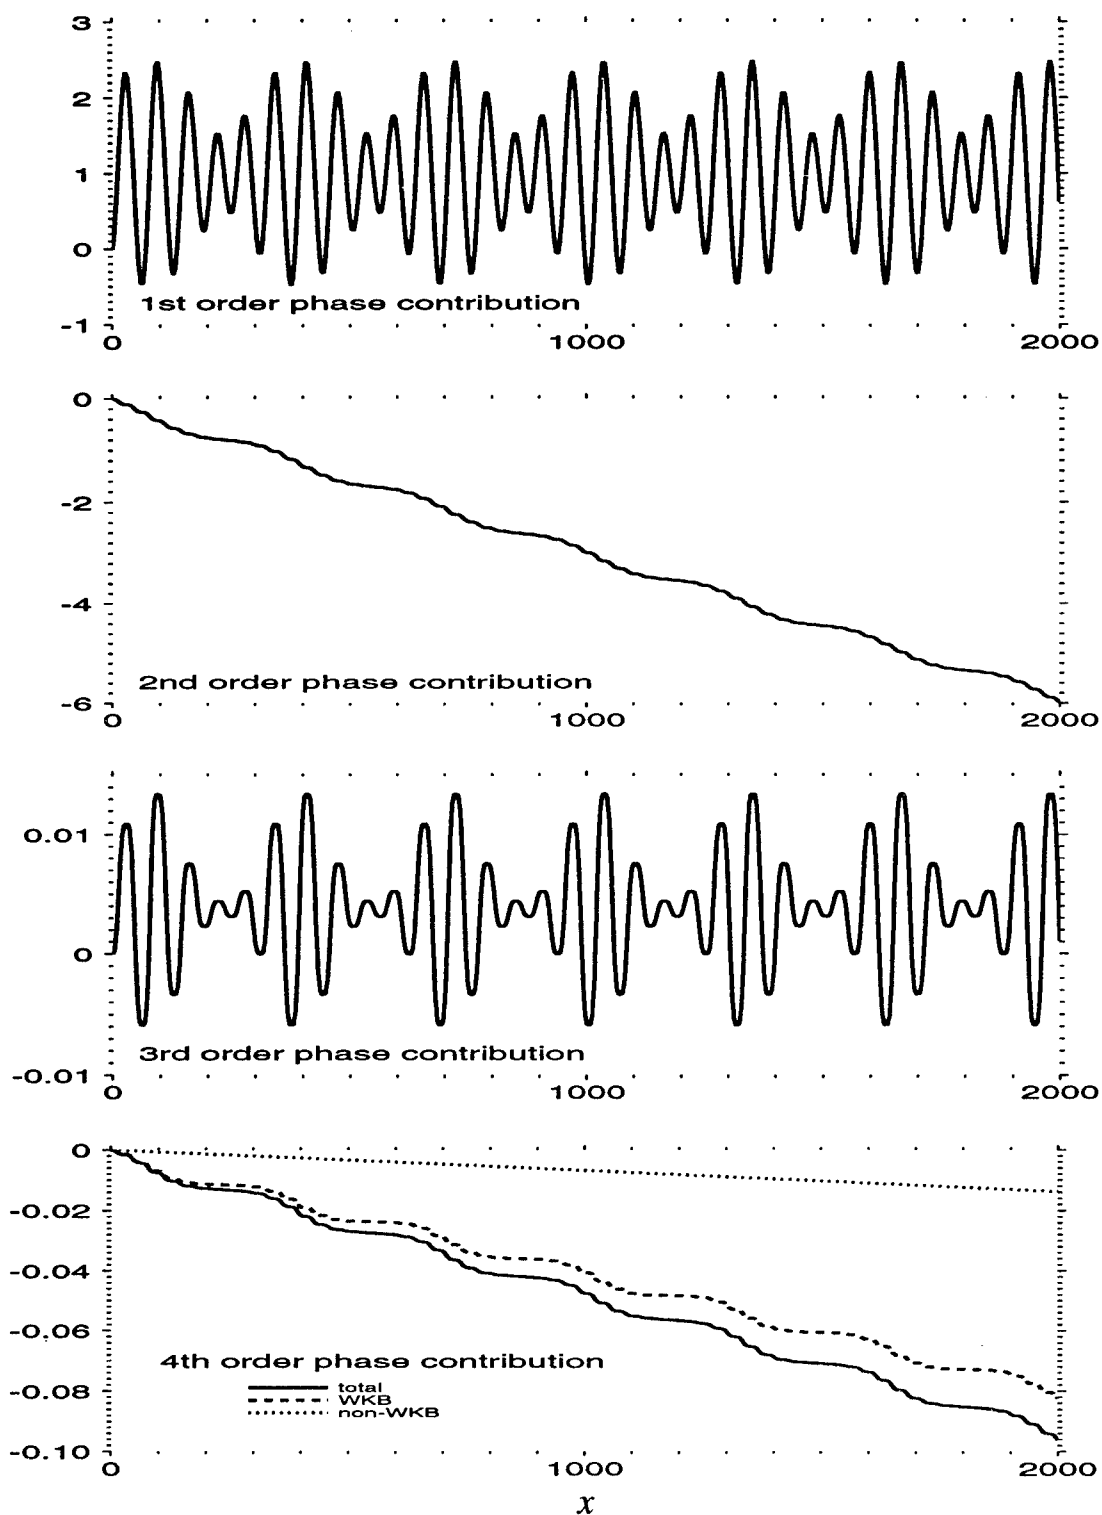 3
2
1
0
-1
1st order phase contribution
0 1000 2000
0
-2
-4
-6
2nd order phase contribution
0 1000 2000
0.01
0
-0.01
3rd order phase contribution
0 1000 2000
0
-0.02
-0.04
-0.06
-0.08
-0.10
4th order phase contribution
total
WKB
non-WKB
0 1000 2000
x